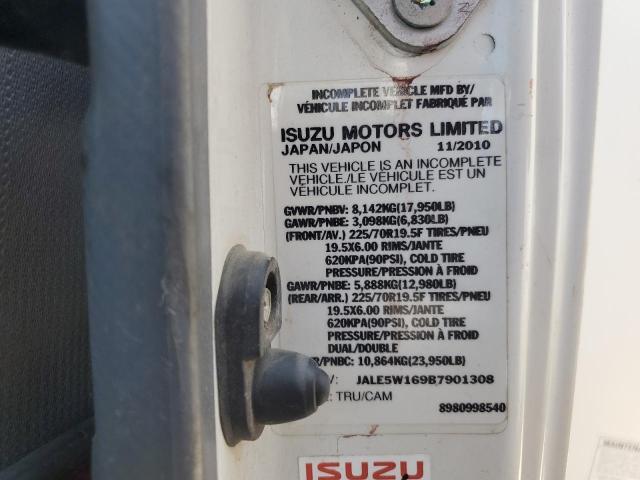 INCOMPLETE VEHICLE MFD BY/
VÉHICULE INCOMPLET FABRIQUÉ PAR
ISUZU MOTORS LIMITED
JAPAN/JAPON 11/2010
THIS VEHICLE IS AN INCOMPLETE
VEHICLE./LE VÉHICULE EST UN
VÉHICULE INCOMPLET.
GVWR/PNBV: 8,142KG(17,950LB)
GAWR/PNBE: 3,098KG(6,830LB)
(FRONT/AV.) 225/70R19.5F TIRES/PNEU
19.5X6.00 RIMS/JANTE
620KPA(90PSI), COLD TIRE
PRESSURE/PRESSION À FROID
GAWR/PNBE: 5,888KG(12,980LB)
(REAR/ARR.) 225/70R19.5F TIRES/PNEU
19.5X6.00 RIMS/JANTE
620KPA(90PSI), COLD TIRE
PRESSURE/PRESSION À FROID
DUAL/DOUBLE
R/PNBC: 10,864KG(23,950LB)
JALE5W169B7901308
: TRU/CAM
8980998540
ISUZU